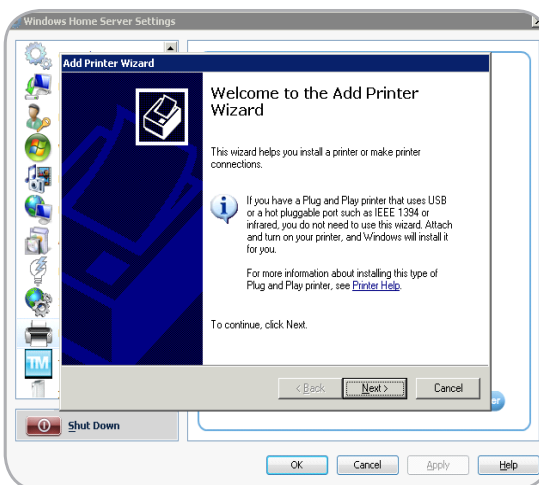 Windows Home Server Settings
Add Printer Wizard
Welcome to the Add Printer
Wizard
This wizard helps you install a printer or make printer
connections.
If you have a Plug and Play printer that uses USB
or a hot pluggable port such as IEEE 1394 or
infrared, you do not need to use this wizard. Attach
and turn on your printer, and Windows will install it
for you.
For more information about installing this type of
Plug and Play printer, see Printer Help.
To continue, click Next.
< Back
Next >
Cancel
TM
Shut Down
OK
Cancel
Apply
Help